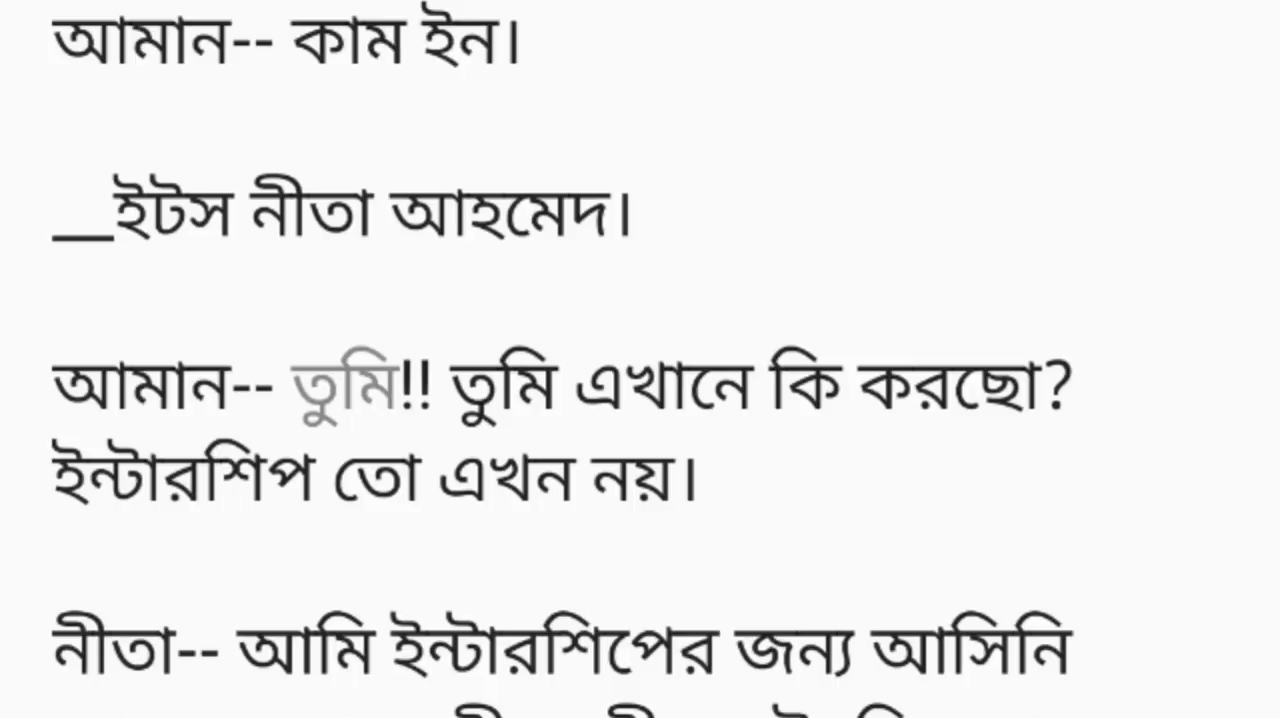 আমান-- কাম ইন।
__ইটস নীতা আহমেদ।
আমান-- তুমি!! তুমি এখানে কি করছো?
ইন্টারশিপ তো এখন নয়।
নীতা-- আমি ইন্টারশিপের জন্য আসিনি